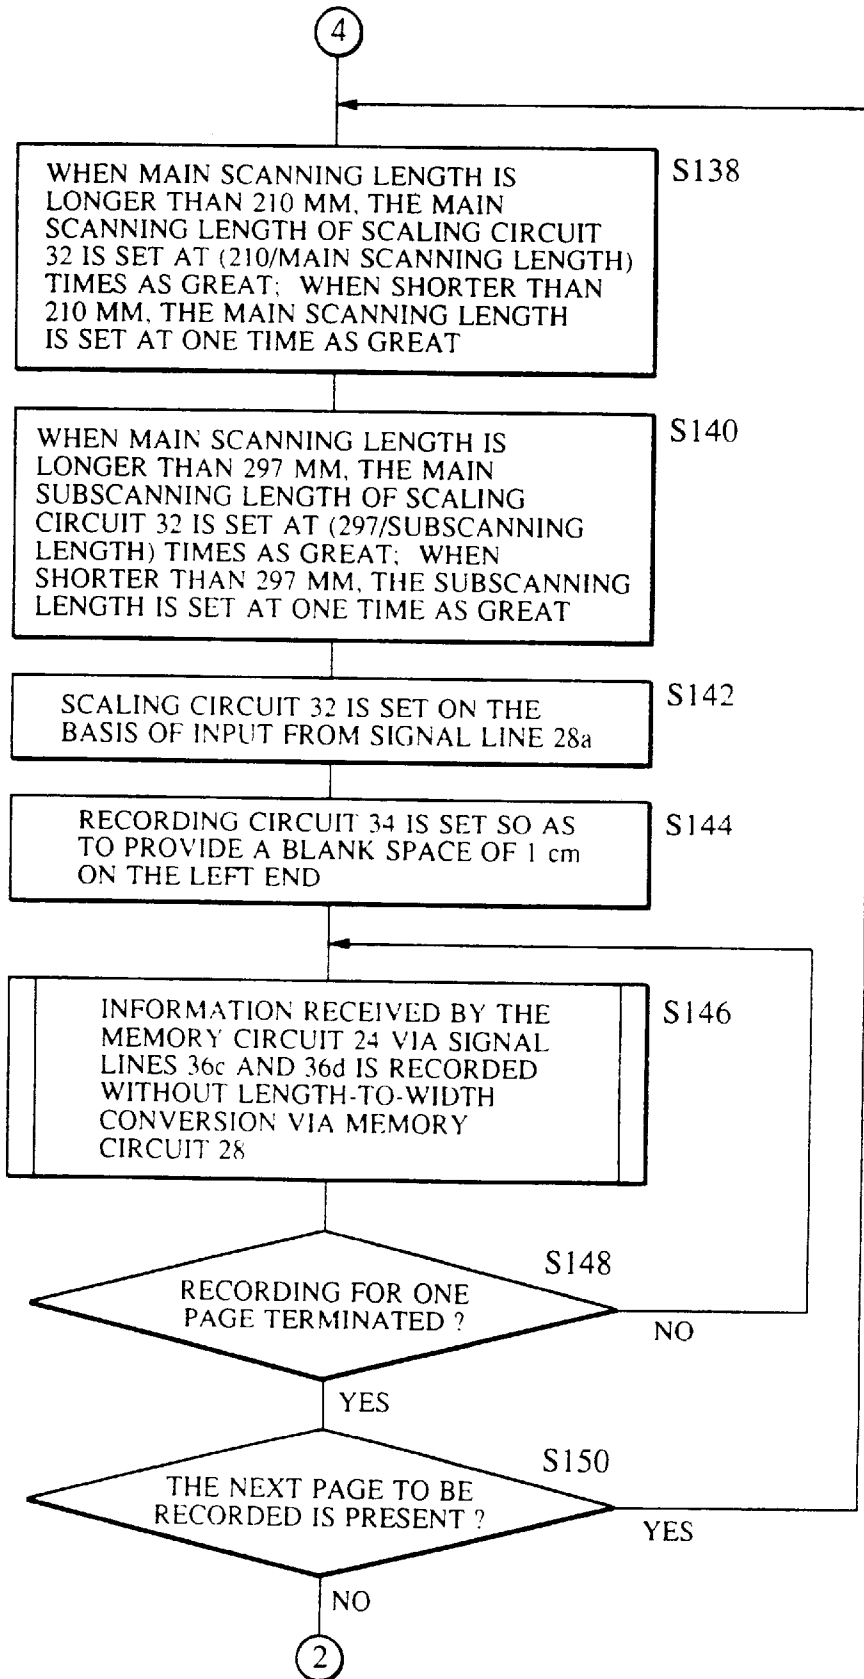 4
WHEN MAIN SCANNING LENGTH IS
LONGER THAN 210 MM, THE MAIN
SCANNING LENGTH OF SCALING CIRCUIT
32 IS SET AT (210/MAIN SCANNING LENGTH)
TIMES AS GREAT; WHEN SHORTER THAN
210 MM, THE MAIN SCANNING LENGTH
IS SET AT ONE TIME AS GREAT
S138
WHEN MAIN SCANNING LENGTH IS
LONGER THAN 297 MM, THE MAIN
SUBSCANNING LENGTH OF SCALING
CIRCUIT 32 IS SET AT (297/SUBSCANNING
LENGTH) TIMES AS GREAT; WHEN
SHORTER THAN 297 MM, THE SUBSCANNING
LENGTH IS SET AT ONE TIME AS GREAT
S140
SCALING CIRCUIT 32 IS SET ON THE
BASIS OF INPUT FROM SIGNAL LINE 28a
S142
RECORDING CIRCUIT 34 IS SET SO AS
TO PROVIDE A BLANK SPACE OF 1 cm
ON THE LEFT END
S144
INFORMATION RECEIVED BY THE
MEMORY CIRCUIT 24 VIA SIGNAL
LINES 36c AND 36d IS RECORDED
WITHOUT LENGTH-TO-WIDTH
CONVERSION VIA MEMORY
CIRCUIT 28
S146
RECORDING FOR ONE
PAGE TERMINATED ?
S148
NO
YES
THE NEXT PAGE TO BE
RECORDED IS PRESENT ?
S150
YES
NO
2